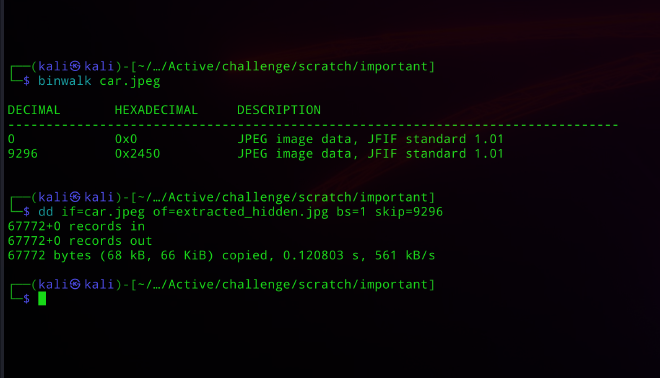 ┌──(kali㉿kali)-[~/…/Active/challenge/scratch/important]
└─$ binwalk car.jpeg
DECIMAL       HEXADECIMAL     DESCRIPTION
--------------------------------------------------------------------------------
0             0x0             JPEG image data, JFIF standard 1.01
9296          0x2450          JPEG image data, JFIF standard 1.01
┌──(kali㉿kali)-[~/…/Active/challenge/scratch/important]
└─$ dd if=car.jpeg of=extracted_hidden.jpg bs=1 skip=9296
67772+0 records in
67772+0 records out
67772 bytes (68 kB, 66 KiB) copied, 0.120803 s, 561 kB/s
┌──(kali㉿kali)-[~/…/Active/challenge/scratch/important]
└─$